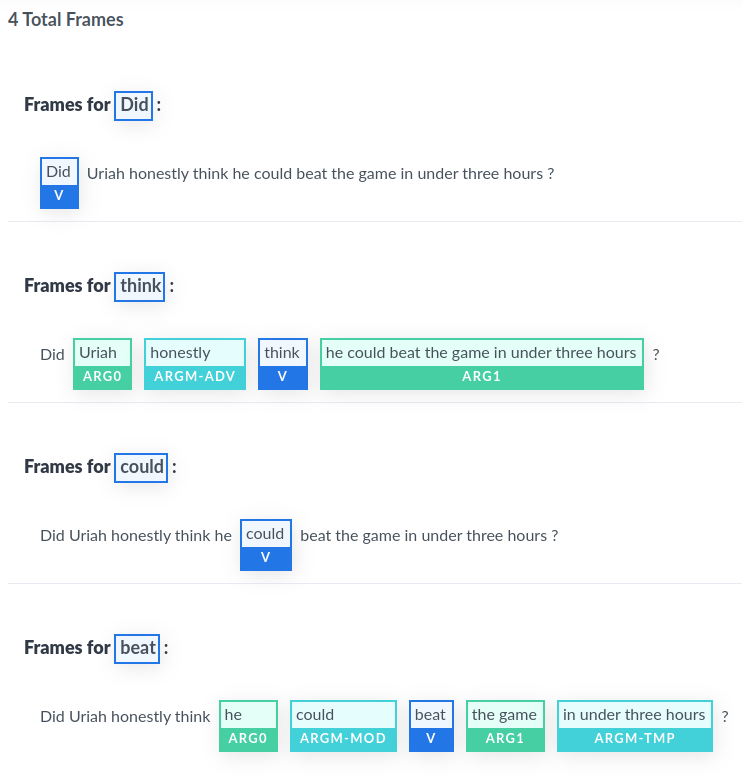 4 Total Frames
Frames for Did :
Did Uriah honestly think he could beat the game in under three hours ?
V
Frames for think :
Did Uriah honestly think he could beat the game in under three hours ?
ARG0 ARGM-ADV V ARG1
Frames for could :
Did Uriah honestly think he could beat the game in under three hours ?
V
Frames for beat :
Did Uriah honestly think he could beat the game in under three hours ?
ARG0 ARGM-MOD V ARG1 ARGM-TMP